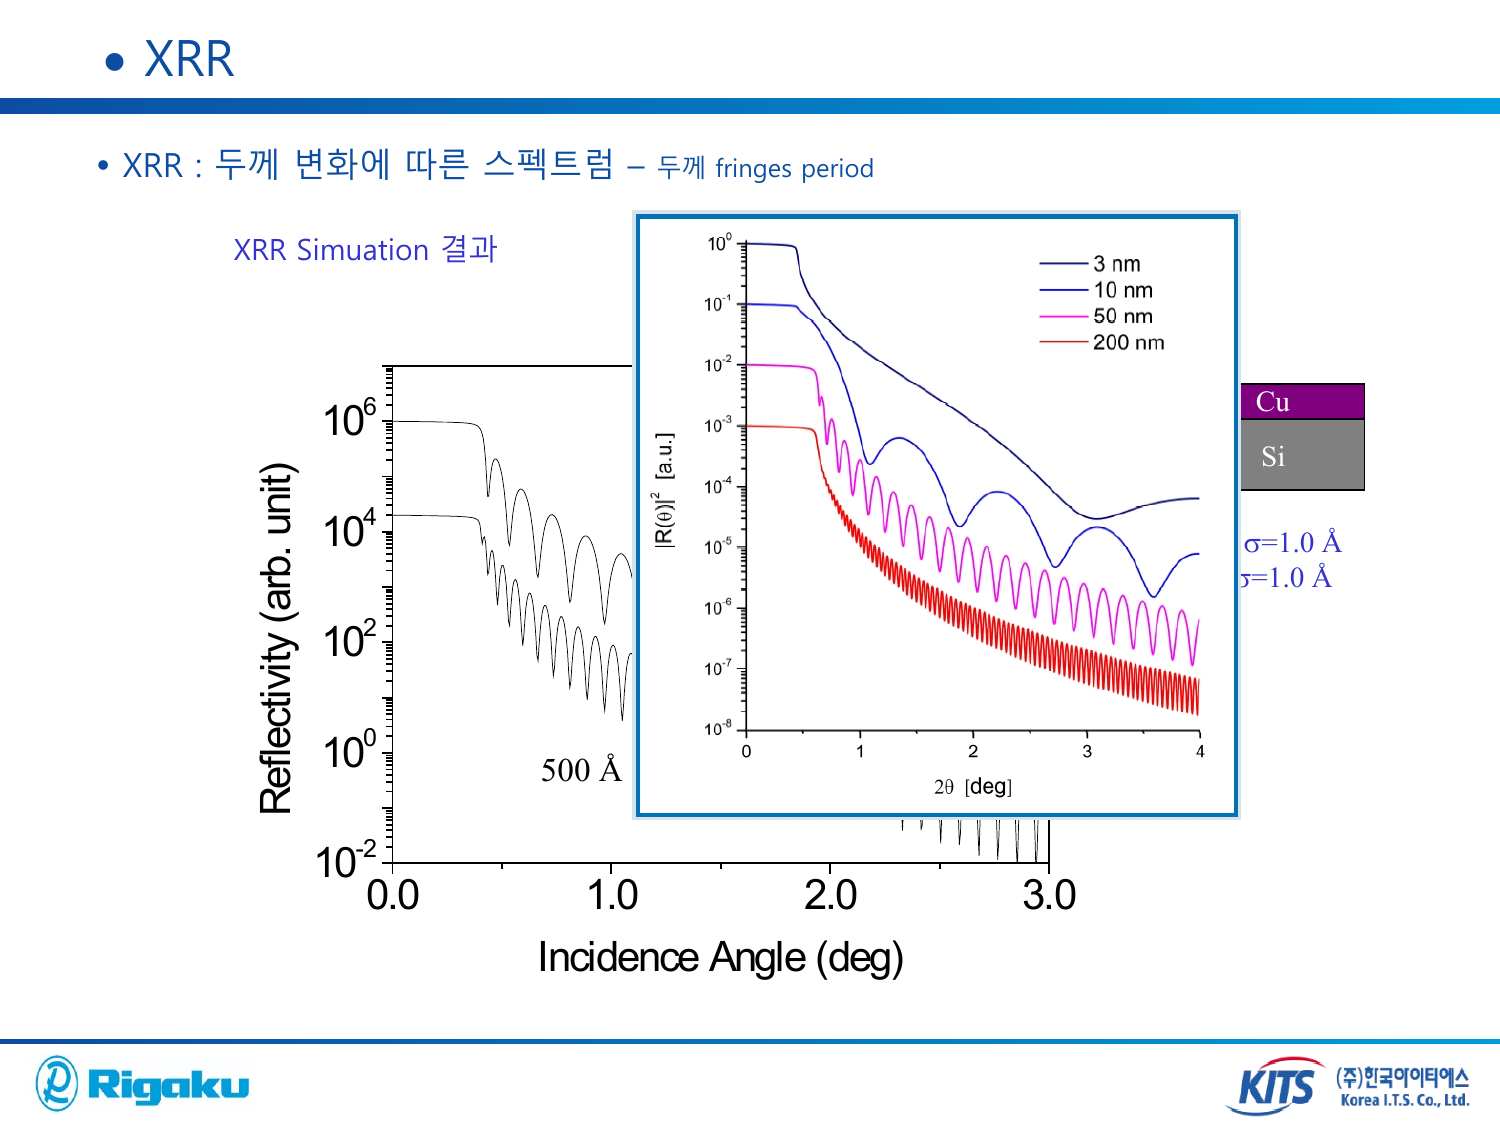 • XRR
• XRR : 두께 변화에 따른 스펙트럼 – 두께 fringes period
XRR Simuation 결과
10^0
10^-1
10^-2
10^-3
10^-4
10^-5
10^-6
10^-7
10^-8
|R(θ)|^2 [a.u.]
3 nm
10 nm
50 nm
200 nm
0 1 2 3 4
2θ [deg]
Cu
Si
σ=1.0 Å
σ=1.0 Å
10^6
10^4
10^2
10^0
10^-2
Reflectivity (arb. unit)
500 Å
0.0 1.0 2.0 3.0
Incidence Angle (deg)
Rigaku
KITS (주)한국아이티에스
Korea I.T.S. Co., Ltd.